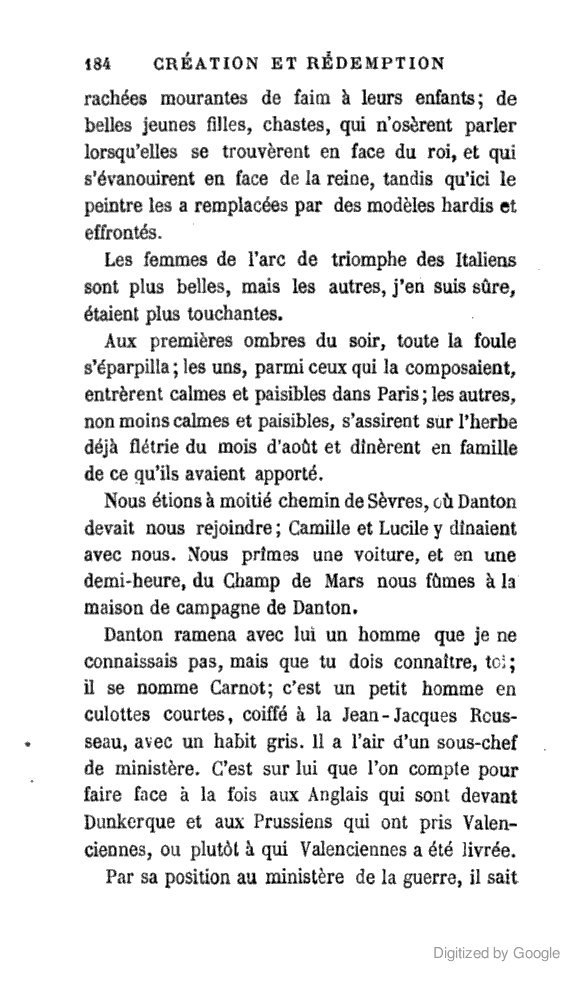 184 CRÉATION ET RÉDEMPTION
rachées mourantes de faim à leurs enfants; de
belles jeunes filles, chastes, qui n'osèrent parler
lorsqu'elles se trouvèrent en face du roi, et qui
s'évanouirent en face de la reine, tandis qu'ici le
peintre les a remplacées par des modèles hardis et
effrontés.
Les femmes de l'arc de triomphe des Italiens
sont plus belles, mais les autres, j'en suis sûre,
étaient plus touchantes.
Aux premières ombres du soir, toute la foule
s'éparpilla; les uns, parmi ceux qui la composaient,
entrèrent calmes et paisibles dans Paris; les autres,
non moins calmes et paisibles, s'assirent sur l'herbe
déjà flétrie du mois d'août et dînèrent en famille
de ce qu'ils avaient apporté.
Nous étions à moitié chemin de Sèvres, où Danton
devait nous rejoindre; Camille et Lucile y dînaient
avec nous. Nous prîmes une voiture, et en une
demi-heure, du Champ de Mars nous fûmes à la
maison de campagne de Danton.
Danton ramena avec lui un homme que je ne
connaissais pas, mais que tu dois connaître, toi;
il se nomme Carnot; c'est un petit homme en
culottes courtes, coiffé à la Jean-Jacques Rous-
seau, avec un habit gris. Il a l'air d'un sous-chef
de ministère. C'est sur lui que l'on compte pour
faire face à la fois aux Anglais qui sont devant
Dunkerque et aux Prussiens qui ont pris Valen-
ciennes, ou plutôt à qui Valenciennes a été livrée.
Par sa position au ministère de la guerre, il sait
Digitized by Google